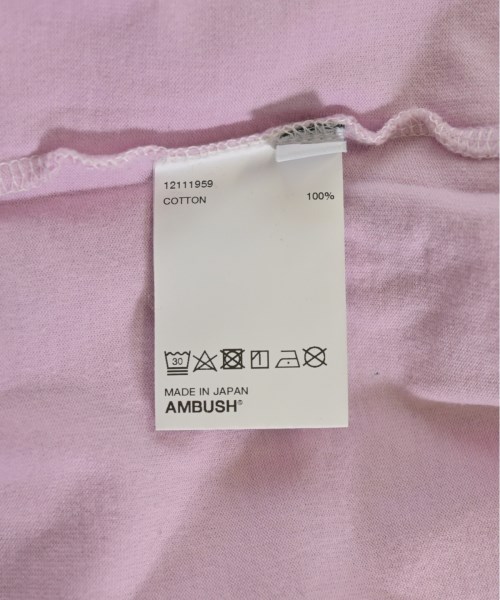 12111959
COTTON 100%
30
MADE IN JAPAN
AMBUSH®